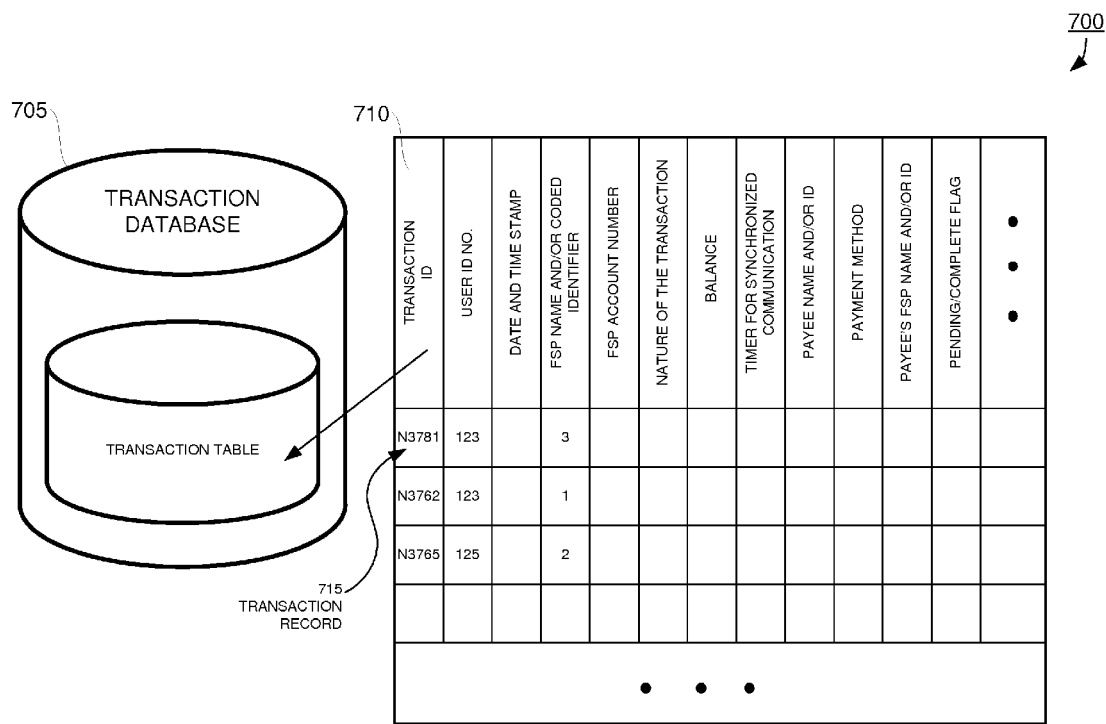 700
705
710
TRANSACTION
DATABASE
TRANSACTION TABLE
TRANSACTION
ID
USER ID NO.
DATE AND TIME STAMP
FSP NAME AND/OR CODED
IDENTIFIER
FSP ACCOUNT NUMBER
NATURE OF THE TRANSACTION
BALANCE
TIMER FOR SYNCHRONIZED
COMMUNICATION
PAYEE NAME AND/OR ID
PAYMENT METHOD
PAYEE'S FSP NAME AND/OR ID
PENDING/COMPLETE FLAG
N3781 123 3
N3762 123 1
N3765 125 2
715
TRANSACTION
RECORD